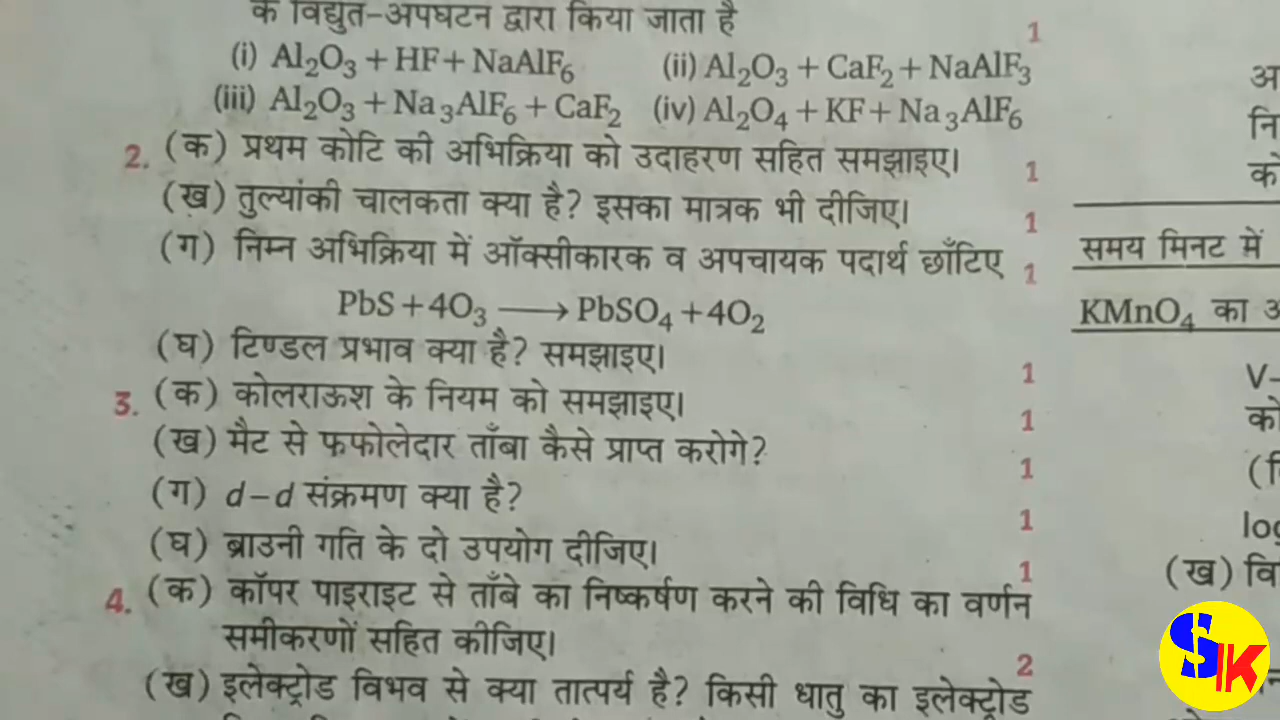 के विद्युत-अपघटन द्वारा किया जाता है 1
(i) Al₂O₃ + HF + NaAlF₆ (ii) Al₂O₃ + CaF₂ + NaAlF₃
(iii) Al₂O₃ + Na₃AlF₆ + CaF₂ (iv) Al₂O₄ + KF + Na₃AlF₆
2. (क) प्रथम कोटि की अभिक्रिया को उदाहरण सहित समझाइए। 1
(ख) तुल्यांकी चालकता क्या है? इसका मात्रक भी दीजिए। 1
(ग) निम्न अभिक्रिया में ऑक्सीकारक व अपचायक पदार्थ छाँटिए 1
PbS + 4O₃ ⟶ PbSO₄ + 4O₂
(घ) टिण्डल प्रभाव क्या है? समझाइए। 1
3. (क) कोलराऊश के नियम को समझाइए। 1
(ख) मैट से फफोलेदार ताँबा कैसे प्राप्त करोगे? 1
(ग) d–d संक्रमण क्या है? 1
(घ) ब्राउनी गति के दो उपयोग दीजिए। 1
4. (क) कॉपर पाइराइट से ताँबे का निष्कर्षण करने की विधि का वर्णन
समीकरणों सहित कीजिए। 2
(ख) इलेक्ट्रोड विभव से क्या तात्पर्य है? किसी धातु का इलेक्ट्रोड
समय मिनट में
KMnO₄ का
V–
(ख)
SK